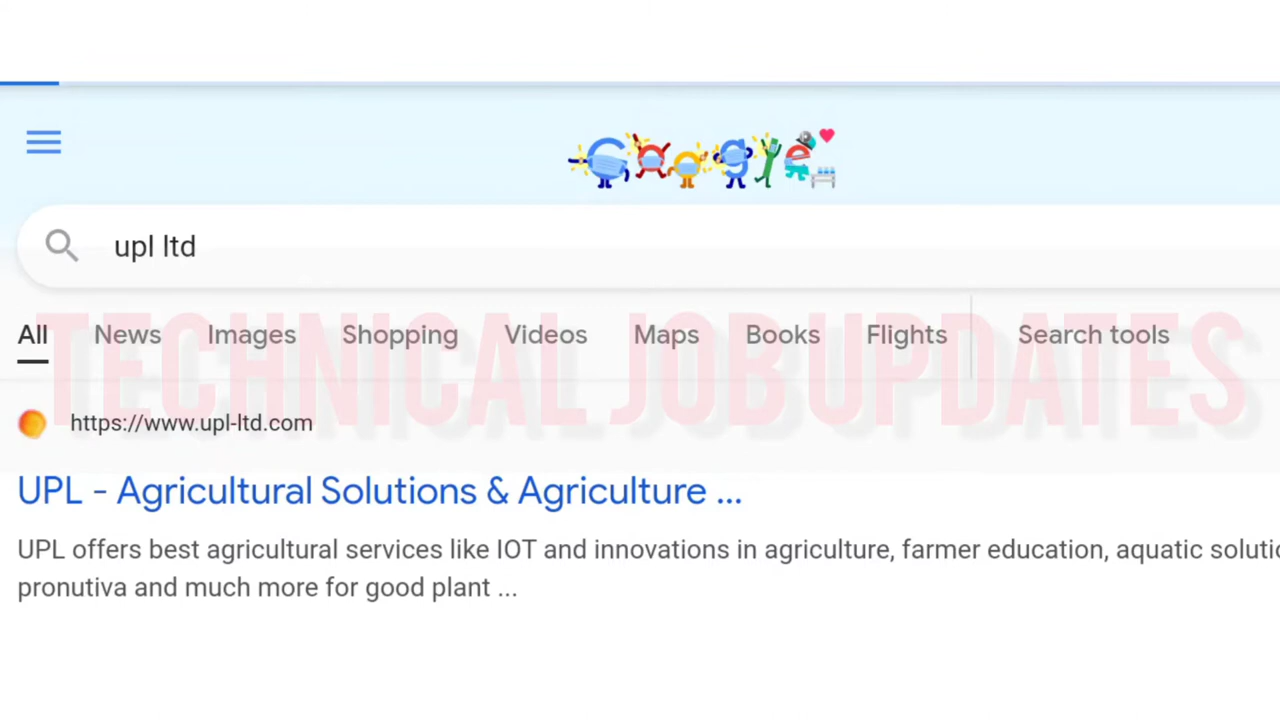 Google
upl ltd
All News Images Shopping Videos Maps Books Flights Search tools
TECHNICAL JOB UPDATES
https://www.upl-ltd.com
UPL - Agricultural Solutions & Agriculture ...
UPL offers best agricultural services like IOT and innovations in agriculture, farmer education, aquatic
pronutiva and much more for good plant ...